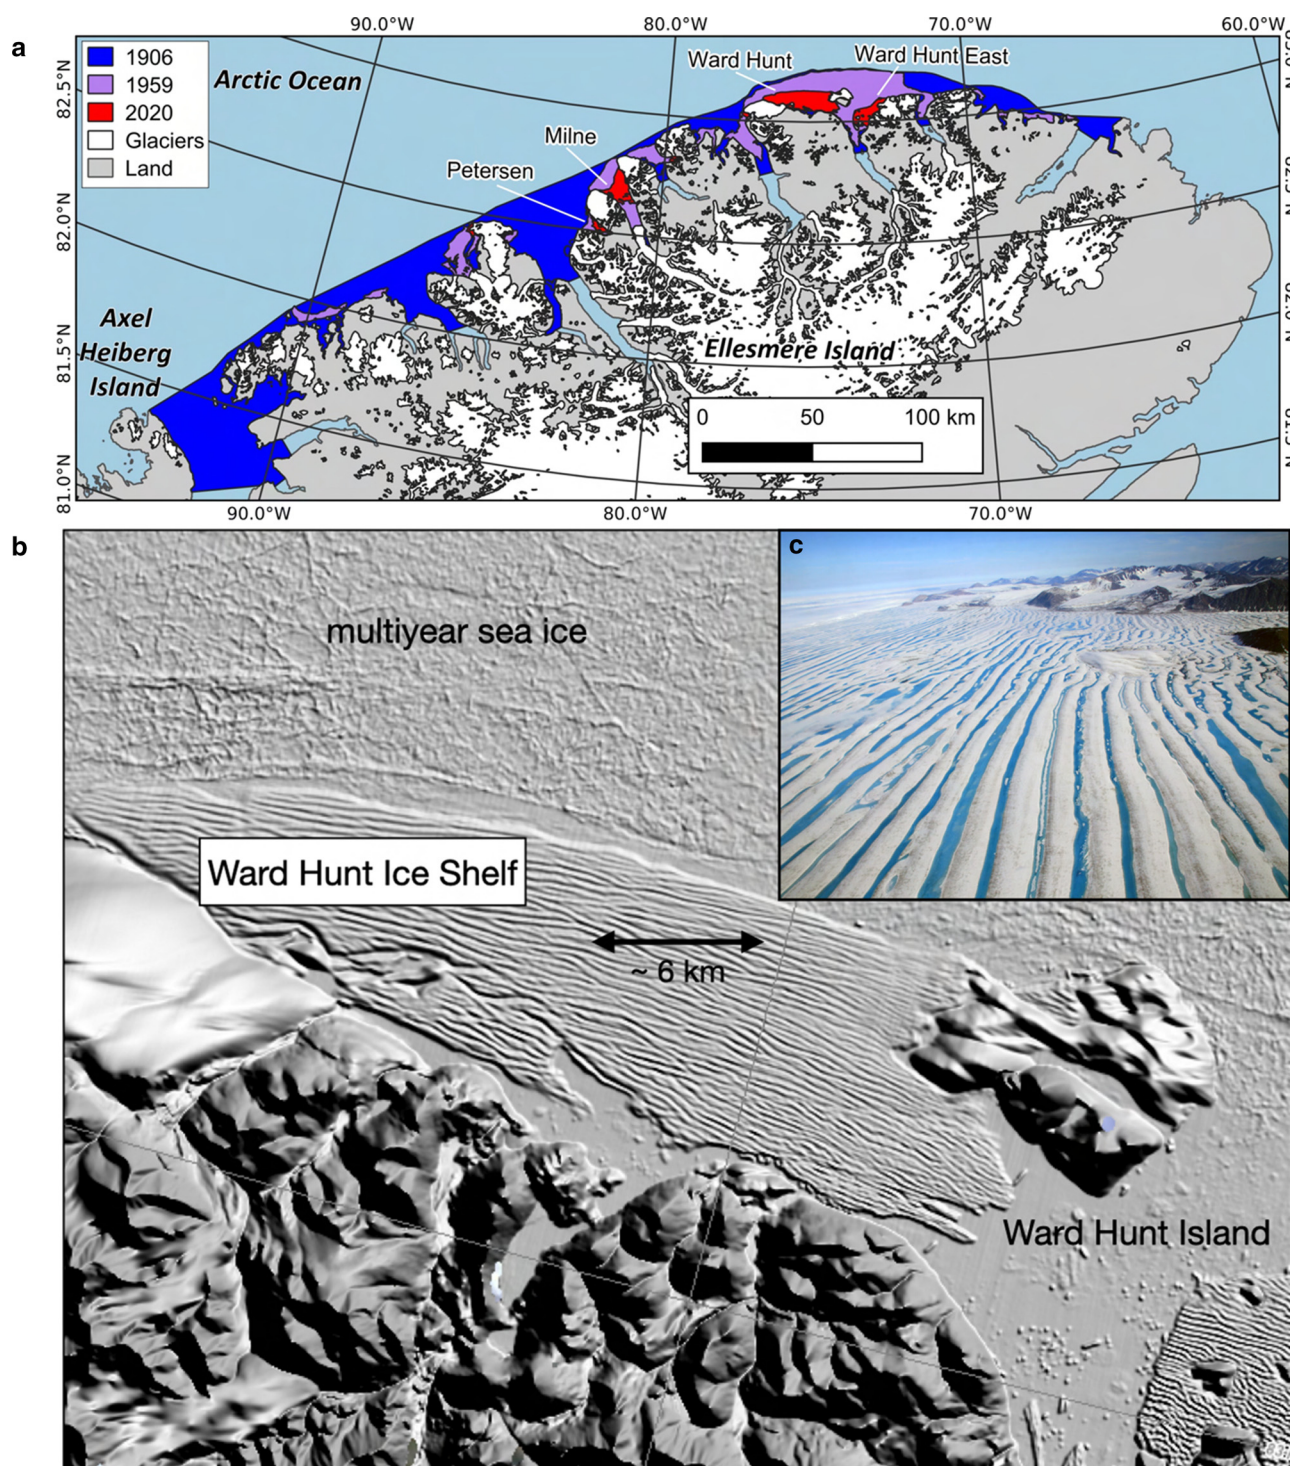 a
90.0°W
80.0°W
70.0°W
60.0°W
1906
1959
2020
Glaciers
Land
Arctic Ocean
Ward Hunt
Ward Hunt East
Milne
Petersen
82.5°N
82.0°N
81.5°N
81.0°N
Axel
Heiberg
Island
Ellesmere Island
0 50 100 km
90.0°W
80.0°W
70.0°W
b
c
multiyear sea ice
Ward Hunt Ice Shelf
~ 6 km
Ward Hunt Island